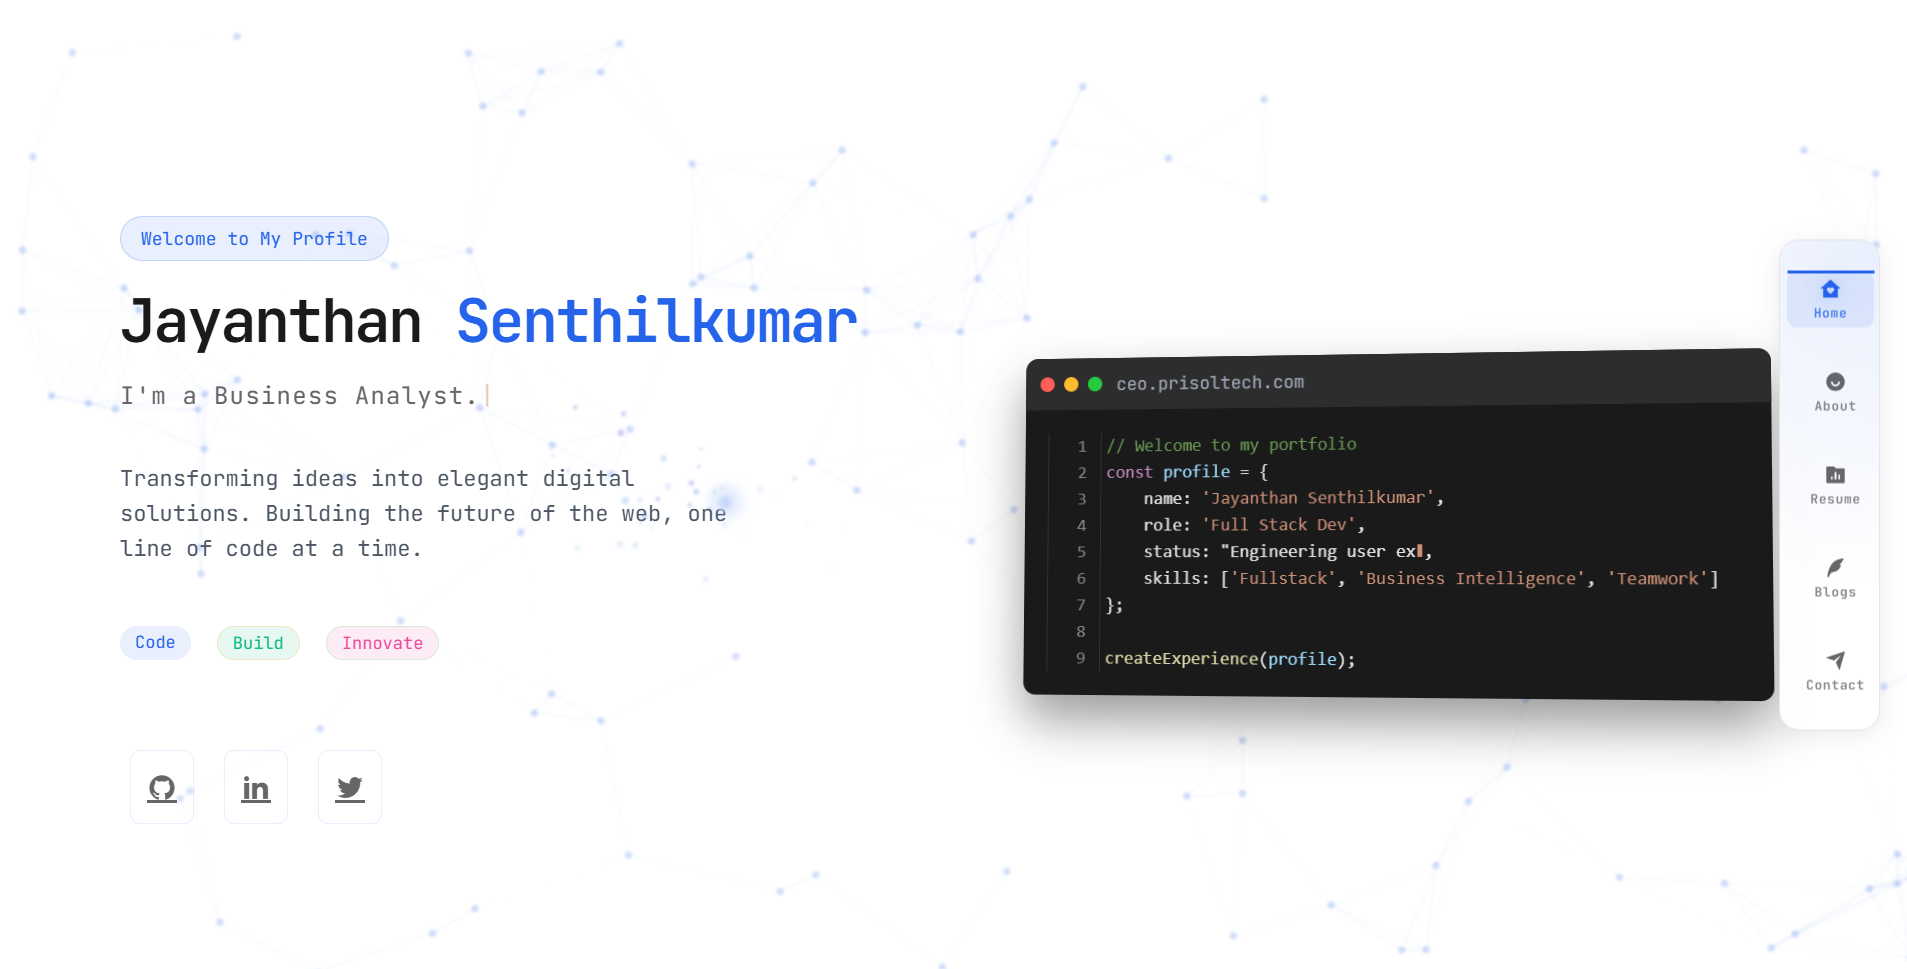 Welcome to My Profile
Jayanthan Senthilkumar
I'm a Business Analyst.
Transforming ideas into elegant digital
solutions. Building the future of the web, one
line of code at a time.
Code Build Innovate
in
ceo.prisoltech.com
1 // Welcome to my portfolio
2 const profile = {
3 name: 'Jayanthan Senthilkumar',
4 role: 'Full Stack Dev',
5 status: "Engineering user ex,
6 skills: ['Fullstack', 'Business Intelligence', 'Teamwork']
7 };
8
9 createExperience(profile);
Home
About
Resume
Blogs
Contact